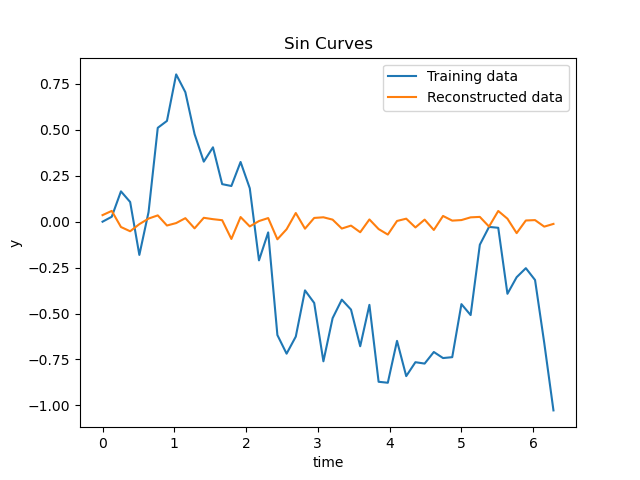 Sin Curves
Training data
Reconstructed data
y
0.75
0.50
0.25
0.00
−0.25
−0.50
−0.75
−1.00
0 1 2 3 4 5 6
time